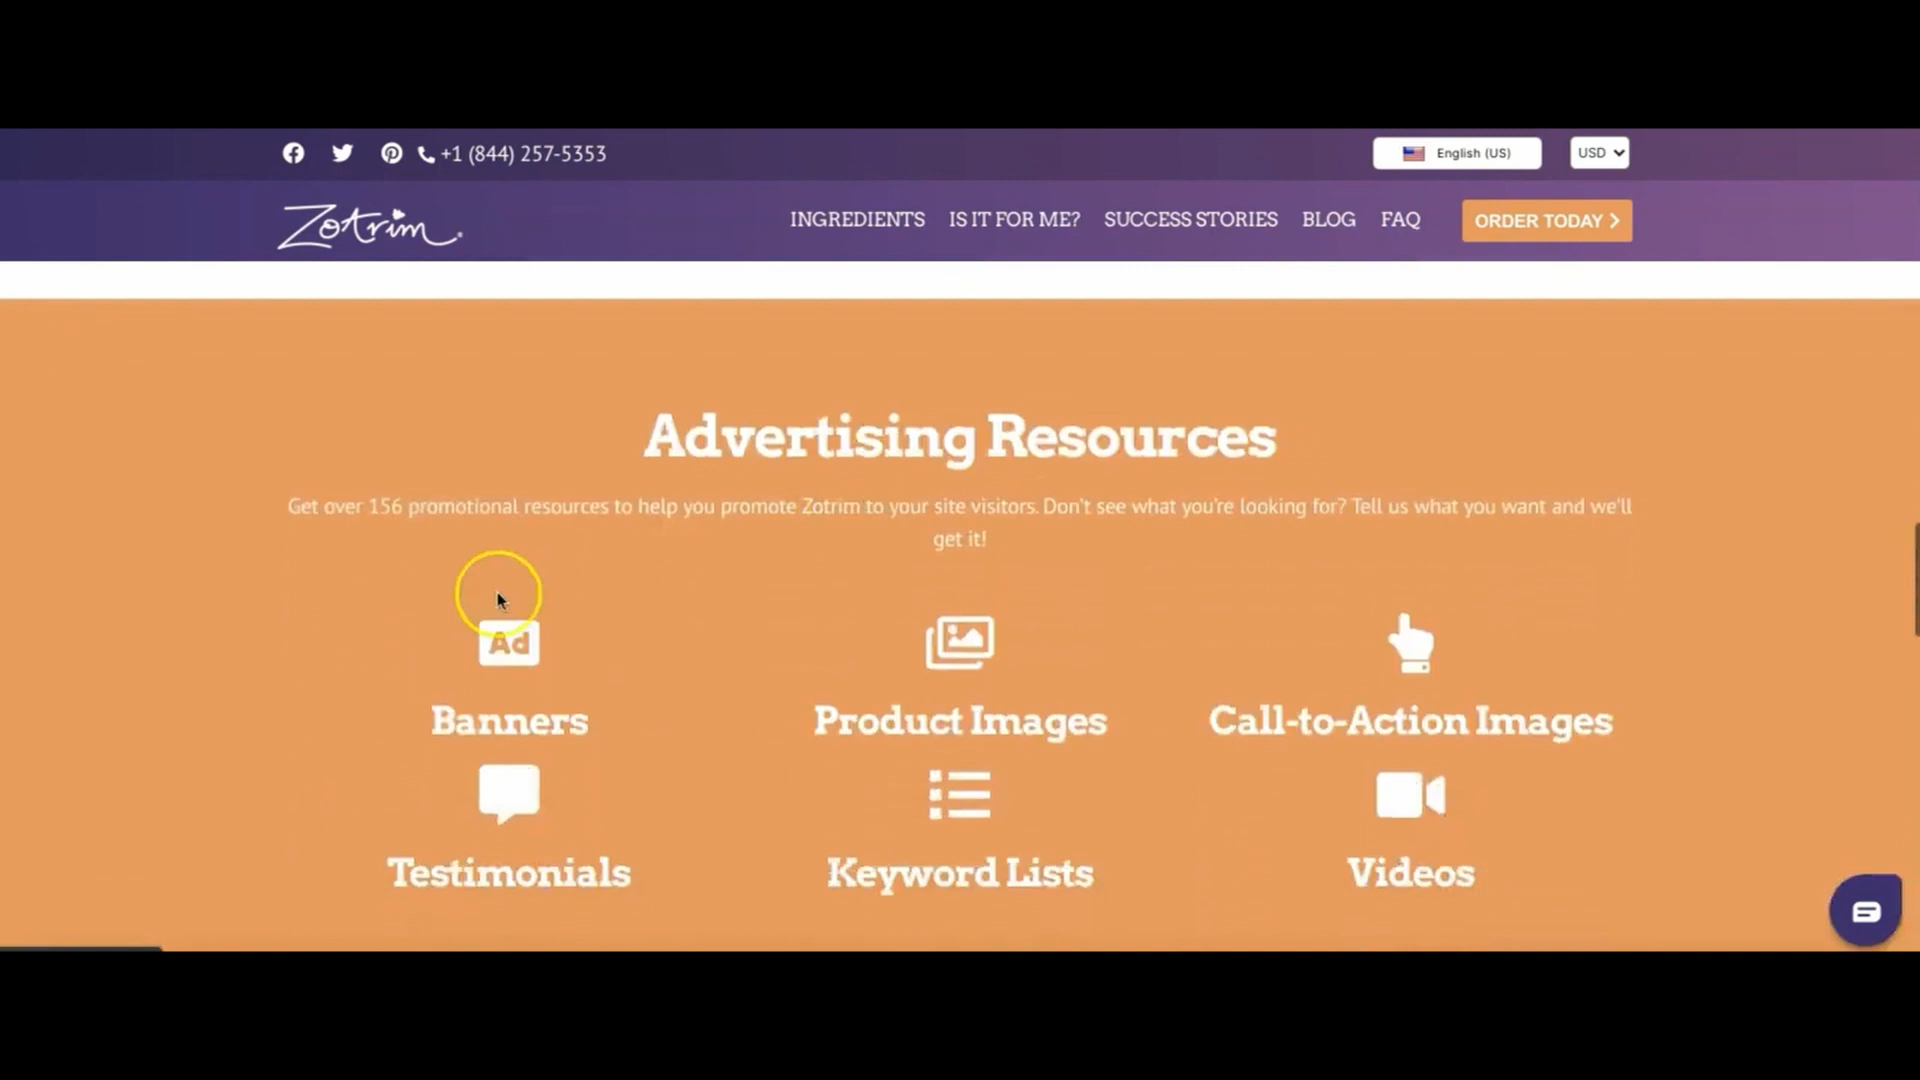 +1 (844) 257-5353
English (US)
USD
Zotrim
INGREDIENTS IS IT FOR ME? SUCCESS STORIES BLOG FAQ ORDER TODAY
Advertising Resources
Get over 156 promotional resources to help you promote Zotrim to your site visitors. Don't see what you're looking for? Tell us what you want and we'll
get it!
Ad
Banners Product Images Call-to-Action Images
Testimonials Keyword Lists Videos